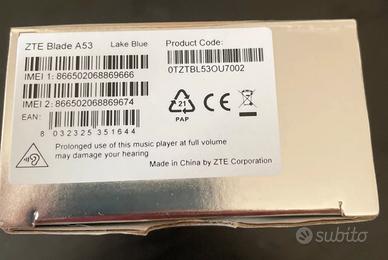 ZTE Blade A53 Lake Blue
Product Code:
IMEI 1: 866502068869666
0TZTBL53OU7002
IMEI 2: 866502068869674
EAN:
8 032325 351644
21
PAP
CE
Prolonged use of this music player at full volume
may damage your hearing
Made in China by ZTE Corporation
subito